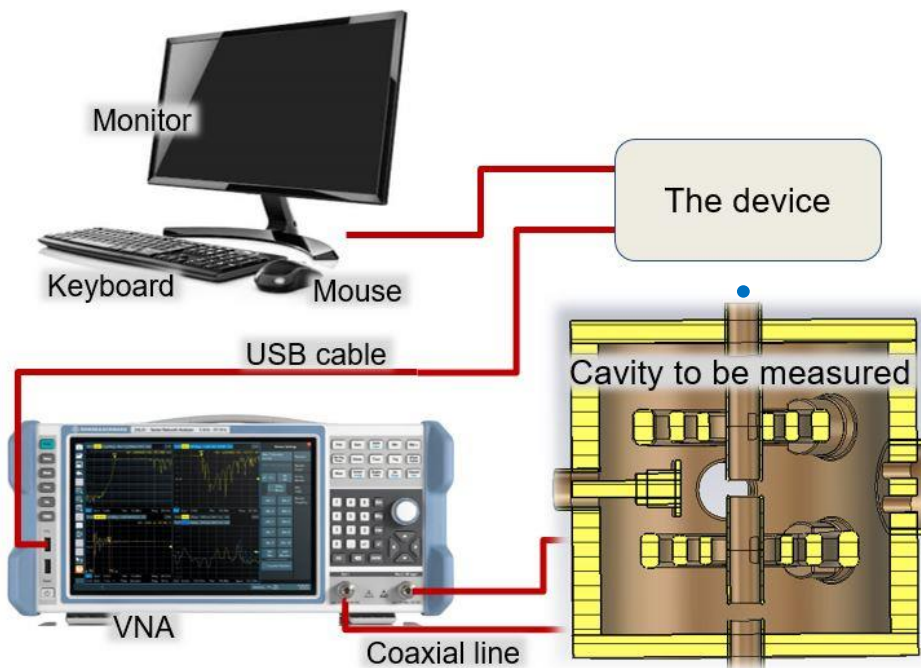 Monitor
The device
Keyboard
Mouse
USB cable
Cavity to be measured
VNA
Coaxial line